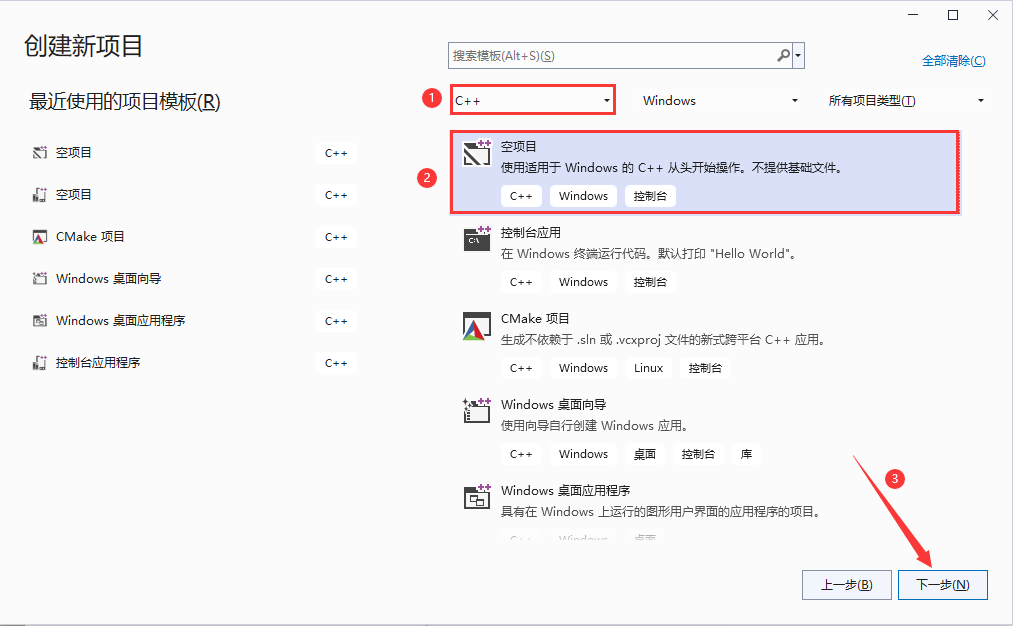 创建新项目
搜索模板(Alt+S)(S)
全部清除(C)
最近使用的项目模板(R)
1
C++
Windows
所有项目类型(T)
空项目 C++
空项目 C++
CMake 项目 C++
Windows 桌面向导 C++
Windows 桌面应用程序 C++
控制台应用程序 C++
2
空项目
使用适用于 Windows 的 C++ 从头开始操作。不提供基础文件。
C++ Windows 控制台
控制台应用
在 Windows 终端运行代码。默认打印 "Hello World"。
C++ Windows 控制台
CMake 项目
生成不依赖于 .sln 或 .vcxproj 文件的新式跨平台 C++ 应用。
C++ Windows Linux 控制台
Windows 桌面向导
使用向导自行创建 Windows 应用。
C++ Windows 桌面 控制台 库
Windows 桌面应用程序
具有在 Windows 上运行的图形用户界面的应用程序的项目。
C++ Windows 桌面
3
上一步(B)
下一步(N)